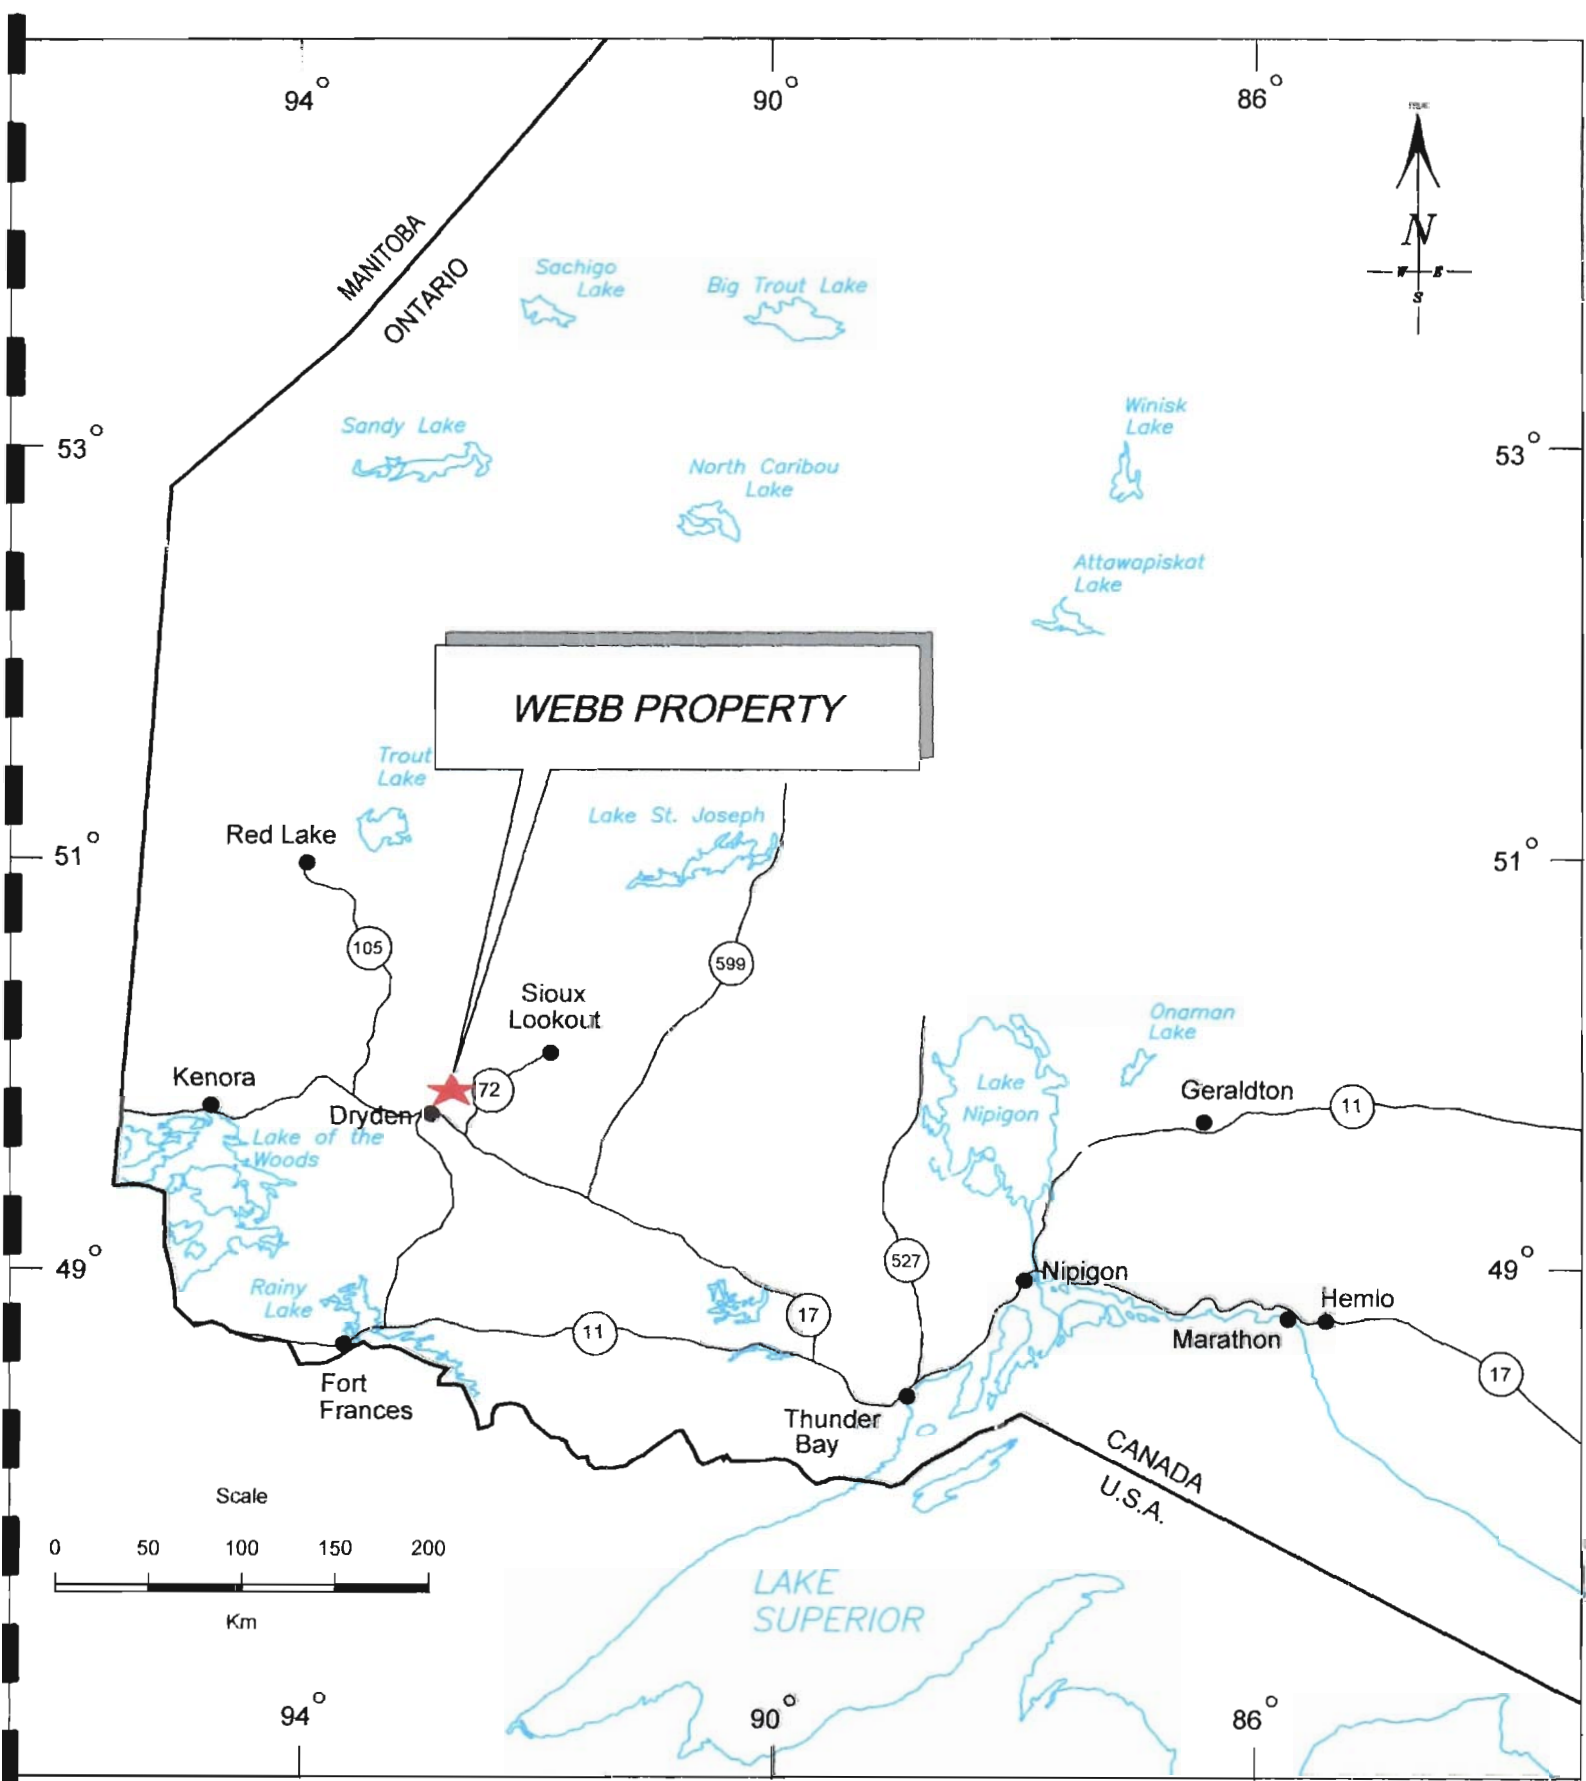 94°
90°
86°
N
W E
S
MANITOBA
ONTARIO
Sachigo
Lake
Big Trout Lake
53°
Sandy Lake
North Caribou
Lake
Winisk
Lake
53°
Attawapiskat
Lake
WEBB PROPERTY
Trout
Lake
Lake St. Joseph
51°
Red Lake
51°
105
599
Sioux
Lookout
Onaman
Lake
Kenora
72
Lake
Nipigon
Geraldton
11
Dryden
Lake of the
Woods
49°
527
Nipigon
49°
Rainy
Lake
17
11
Hemlo
Marathon
17
Fort
Frances
Thunder
Bay
CANADA
U.S.A.
Scale
0 50 100 150 200
Km
LAKE
SUPERIOR
94°
90°
86°